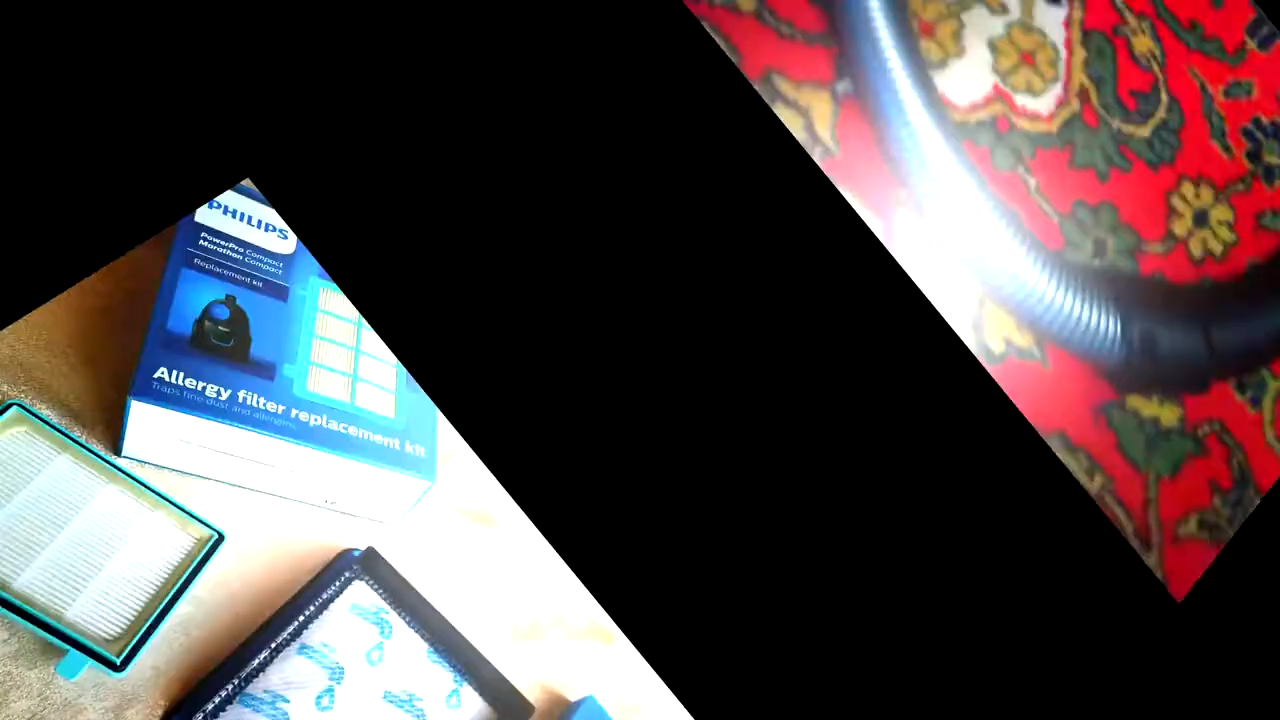 PHILIPS
PowerPro Compact
Marathon Compact
Replacement kit
Allergy filter replacement kit
Traps fine dust and allergens